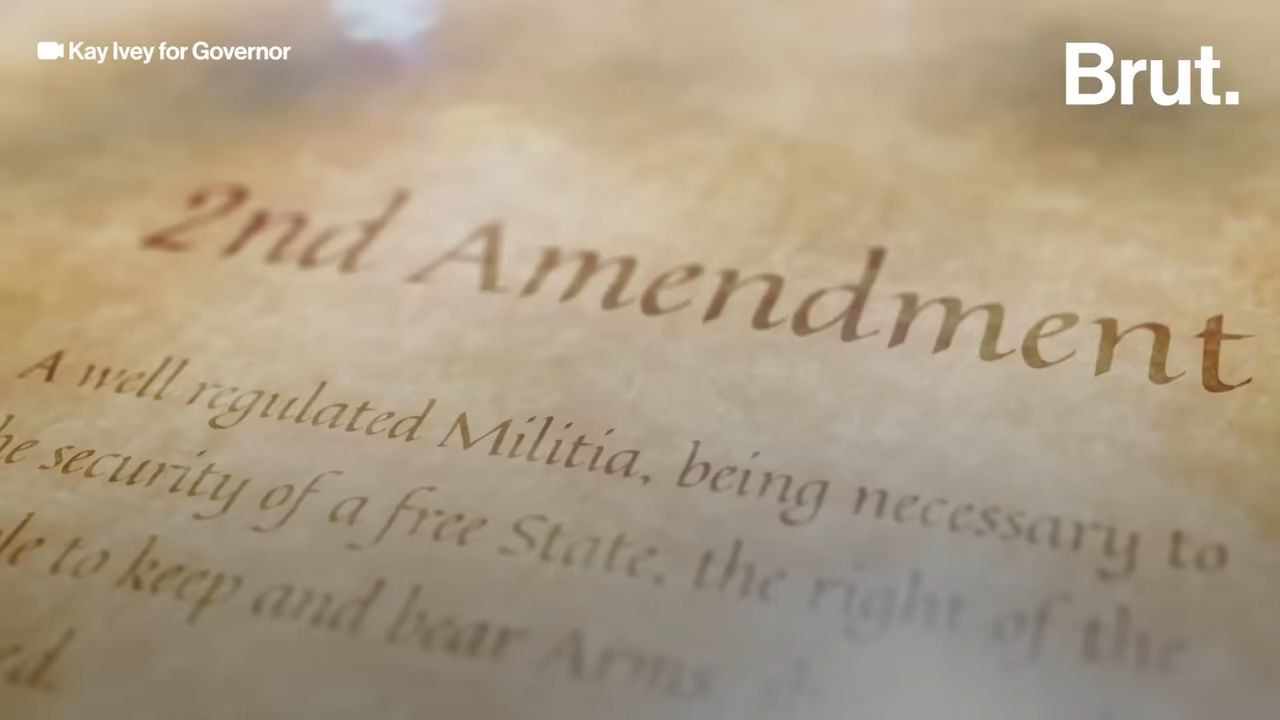 Kay Ivey for Governor
Brut.
2nd Amendment
A well regulated Militia, being necessary to
he security of a free State, the right of the
le to keep and bear Arms
ed.